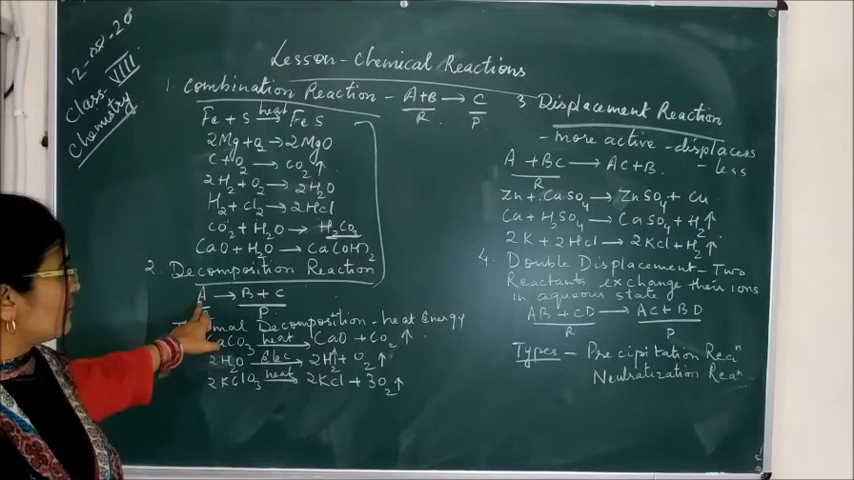 12-05-20
Class-VIII
Chemistry
Lesson-Chemical Reactions
1. Combination Reaction - A+B → C
R P
Fe + S heat→ Fe S
2Mg+O₂ → 2MgO
C + O₂ → CO₂↑
2H₂ + O₂ → 2H₂O
H₂ + Cl₂ → 2HCl
CO₂ + H₂O → H₂CO₃
CaO + H₂O → Ca(OH)₂
2. Decomposition Reaction
A → B + C
P
mal Decomposition - heat Energy
CaCO₃ heat→ CaO + CO₂↑
2H₂O Elec→ 2H₂+ O₂↑
2KClO₃ heat→ 2KCl + 3O₂↑
3. Displacement Reaction
- more active - displaces
- less
A + BC → AC+B.
R
Zn + CuSO₄ → ZnSO₄ + Cu
Ca + H₂SO₄ → CaSO₄ + H₂↑
2K + 2HCl → 2KCl + H₂↑
4. Double Displacement - Two
Reactants exchange their ions
in aqueous state
AB + CD → AC + BD
R P
Types - Precipitation Reaⁿ
Neutralization Reaⁿ